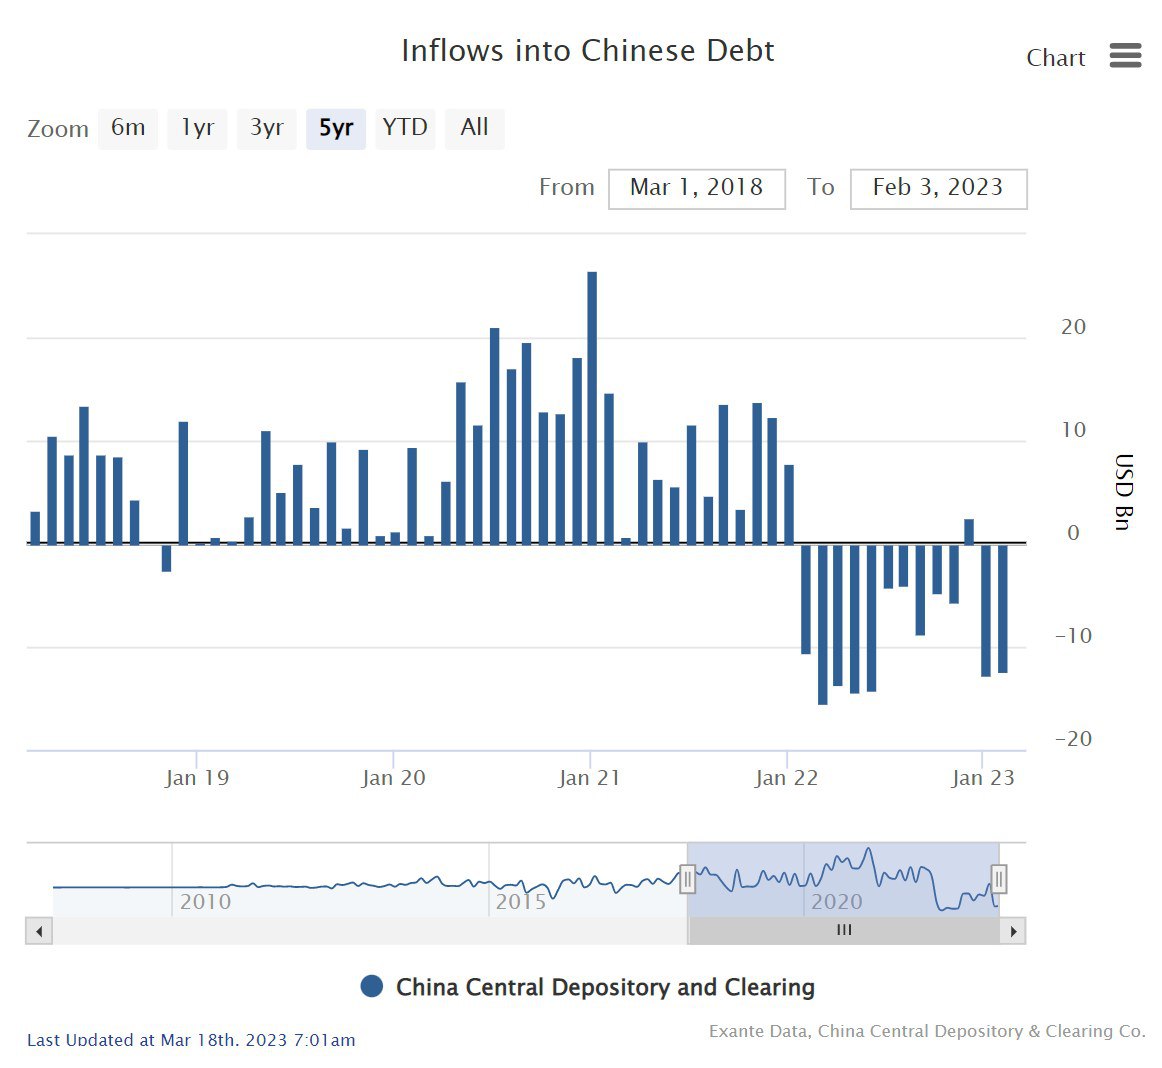 Inflows into Chinese Debt
Chart
Zoom 6m 1yr 3yr 5yr YTD All
From Mar 1, 2018 To Feb 3, 2023
20
10
0
−10
−20
USD Bn
Jan 19 Jan 20 Jan 21 Jan 22 Jan 23
2010 2015 2020
China Central Depository and Clearing
Last Updated at Mar 18th, 2023 7:01am
Exante Data, China Central Depository & Clearing Co.